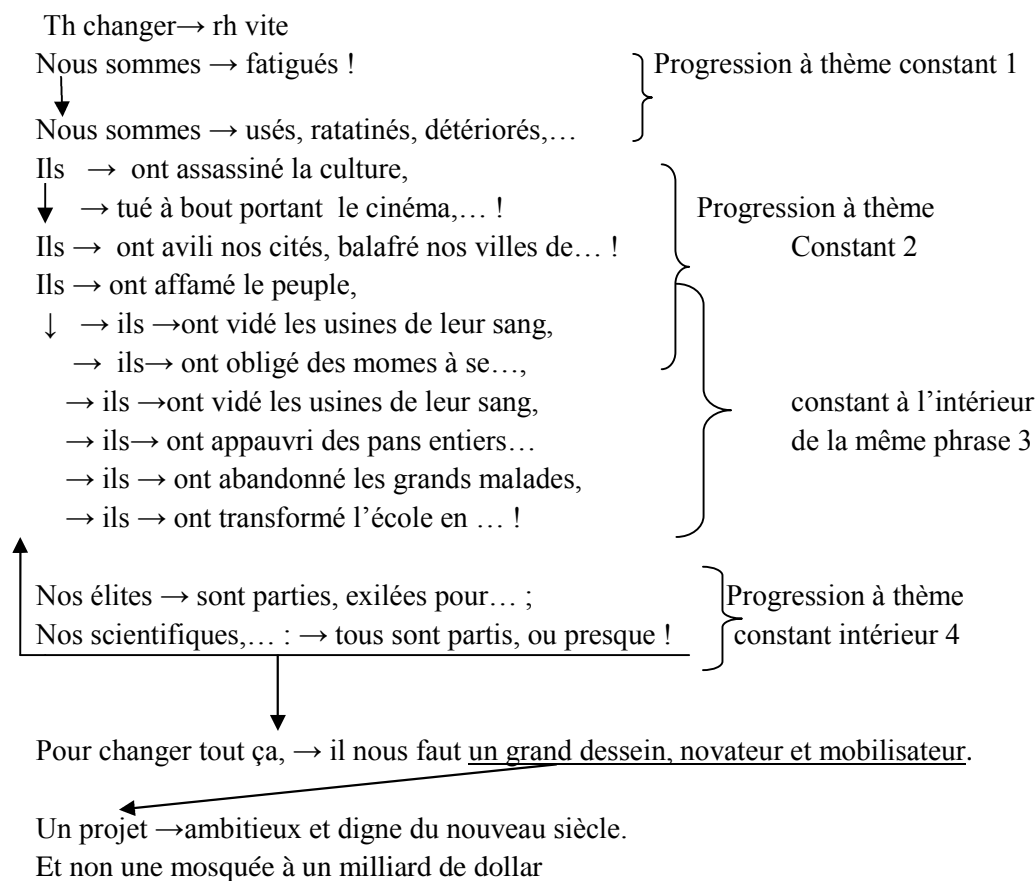 Th changer→ rh vite
Nous sommes → fatigués ! Progression à thème constant 1
Nous sommes → usés, ratatinés, détériorés,…
Ils → ont assassiné la culture,
→ tué à bout portant le cinéma,… ! Progression à thème
Ils → ont avili nos cités, balafré nos villes de… ! Constant 2
Ils → ont affamé le peuple,
↓ → ils →ont vidé les usines de leur sang,
→ ils→ ont obligé des momes à se…,
→ ils →ont vidé les usines de leur sang, constant à l’intérieur
→ ils→ ont appauvri des pans entiers… de la même phrase 3
→ ils → ont abandonné les grands malades,
→ ils → ont transformé l’école en … !
Nos élites → sont parties, exilées pour… ; Progression à thème
Nos scientifiques,… : → tous sont partis, ou presque ! constant intérieur 4
Pour changer tout ça, → il nous faut un grand dessein, novateur et mobilisateur.
Un projet →ambitieux et digne du nouveau siècle.
Et non une mosquée à un milliard de dollar